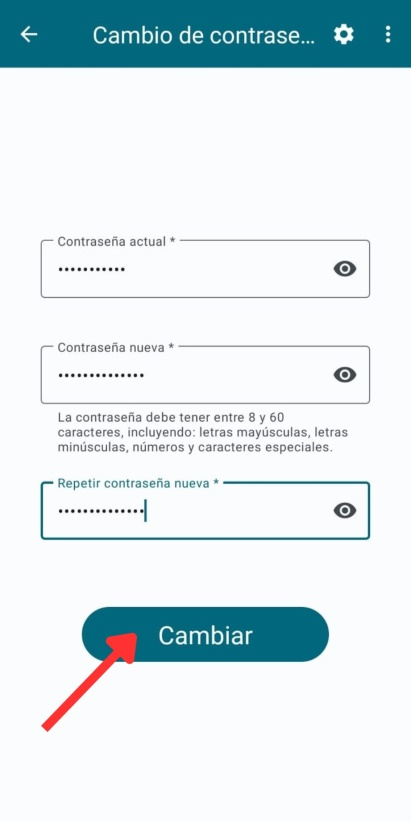 Cambio de contrase...
Contraseña actual *
•••••••••••
Contraseña nueva *
••••••••••••••
La contraseña debe tener entre 8 y 60
caracteres, incluyendo: letras mayúsculas, letras
minúsculas, números y caracteres especiales.
Repetir contraseña nueva *
••••••••••••••
Cambiar